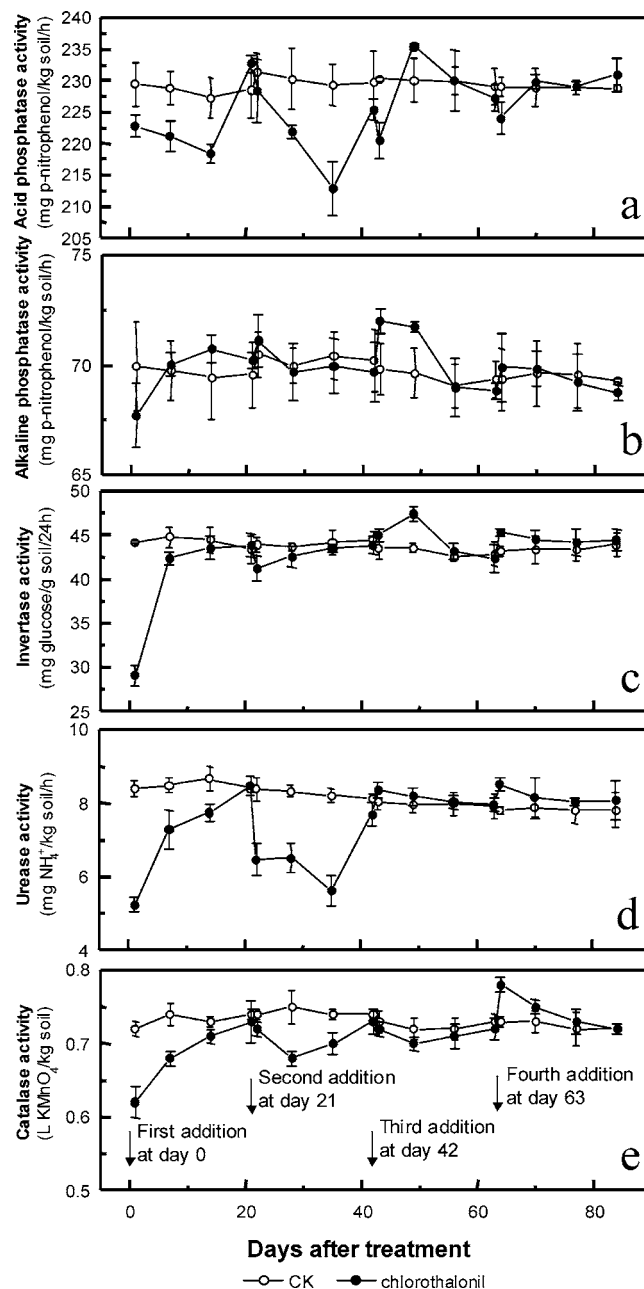 Acid phosphatase activity
(mg p-nitrophenol/kg soil/h)
240
235
230
225
220
215
210
205
a
Alkaline phosphatase activity
(mg p-nitrophenol/kg soil/h)
75
70
65
b
Invertase activity
(mg glucose/g soil/24h)
50
45
40
35
30
25
c
Urease activity
(mg NH₄⁺/kg soil/h)
10
8
6
4
d
Catalase activity
(L KMnO₄/kg soil)
0.8
0.7
0.6
0.5
First addition
at day 0
Second addition
at day 21
Third addition
at day 42
Fourth addition
at day 63
e
0 20 40 60 80
Days after treatment
CK chlorothalonil